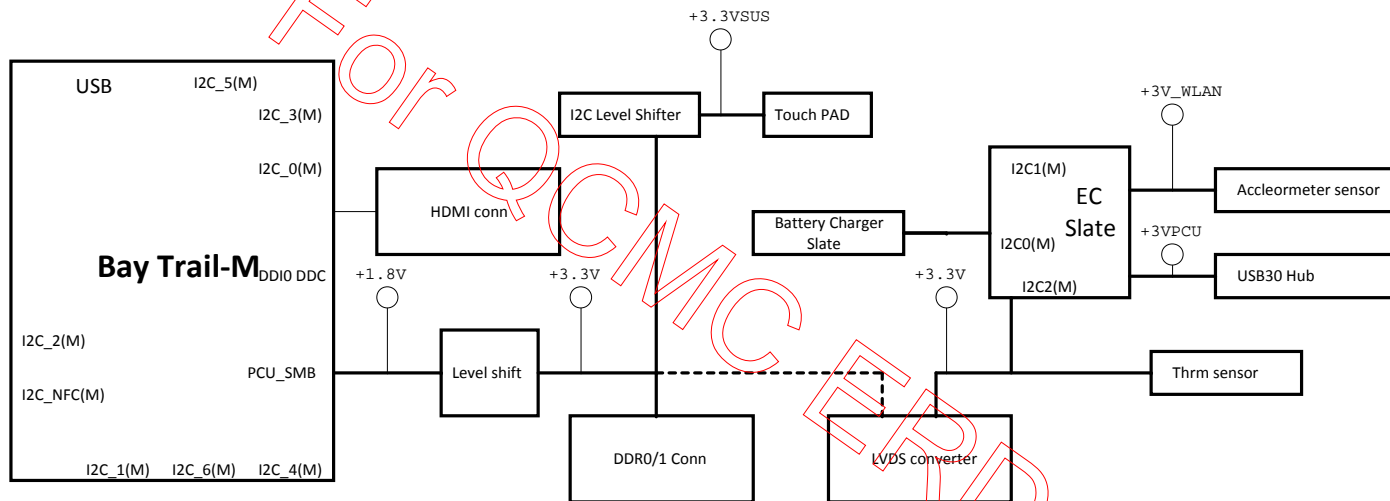 +3.3VSUS
USB
I2C_5(M)
I2C_3(M)
I2C_0(M)
Bay Trail-M
DDI0 DDC
I2C_2(M)
PCU_SMB
I2C_NFC(M)
I2C_1(M)
I2C_6(M)
I2C_4(M)
HDMI conn
I2C Level Shifter
Touch PAD
+1.8V
Level shift
+3.3V
DDR0/1 Conn
Battery Charger
Slate
+3V_WLAN
I2C1(M)
EC
Slate
I2C0(M)
I2C2(M)
Accleormeter sensor
+3VPCU
USB30 Hub
+3.3V
Thrm sensor
LVDS converter
For QCMC ERD